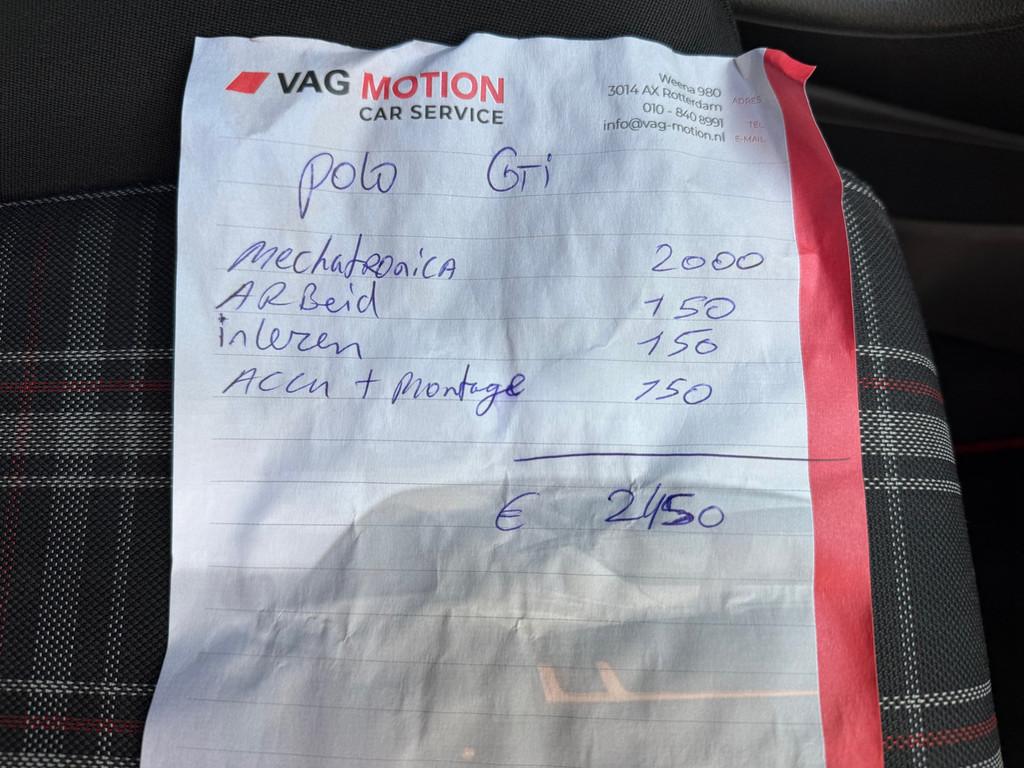 VAG MOTION
CAR SERVICE
Weena 980 ADRES
3014 AX Rotterdam
010 - 840 8991 TEL
info@vag-motion.nl E-MAIL
Polo GTi
MechatRonicA 2000
ARBeid 150
inleren 150
ACCu + Montage 150
€ 2450